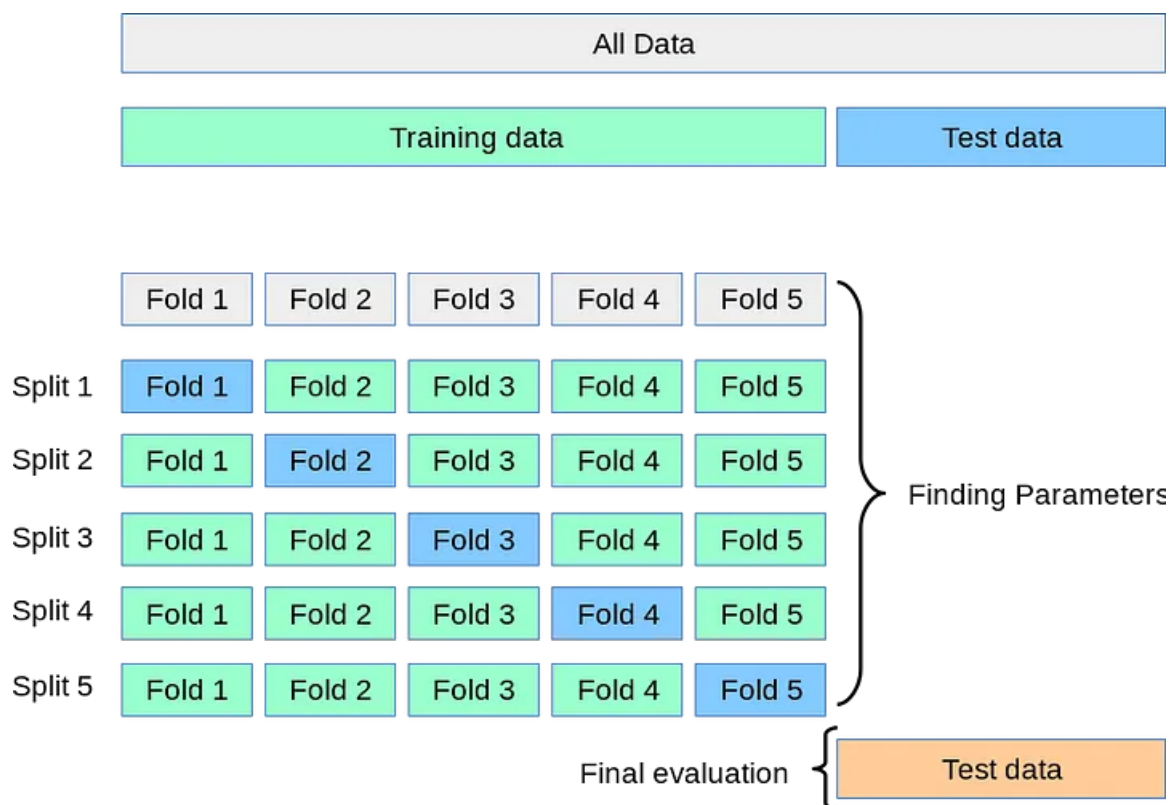 All Data
Training data Test data
Fold 1 Fold 2 Fold 3 Fold 4 Fold 5
Split 1 Fold 1 Fold 2 Fold 3 Fold 4 Fold 5
Split 2 Fold 1 Fold 2 Fold 3 Fold 4 Fold 5
Finding Parameters
Split 3 Fold 1 Fold 2 Fold 3 Fold 4 Fold 5
Split 4 Fold 1 Fold 2 Fold 3 Fold 4 Fold 5
Split 5 Fold 1 Fold 2 Fold 3 Fold 4 Fold 5
Final evaluation Test data